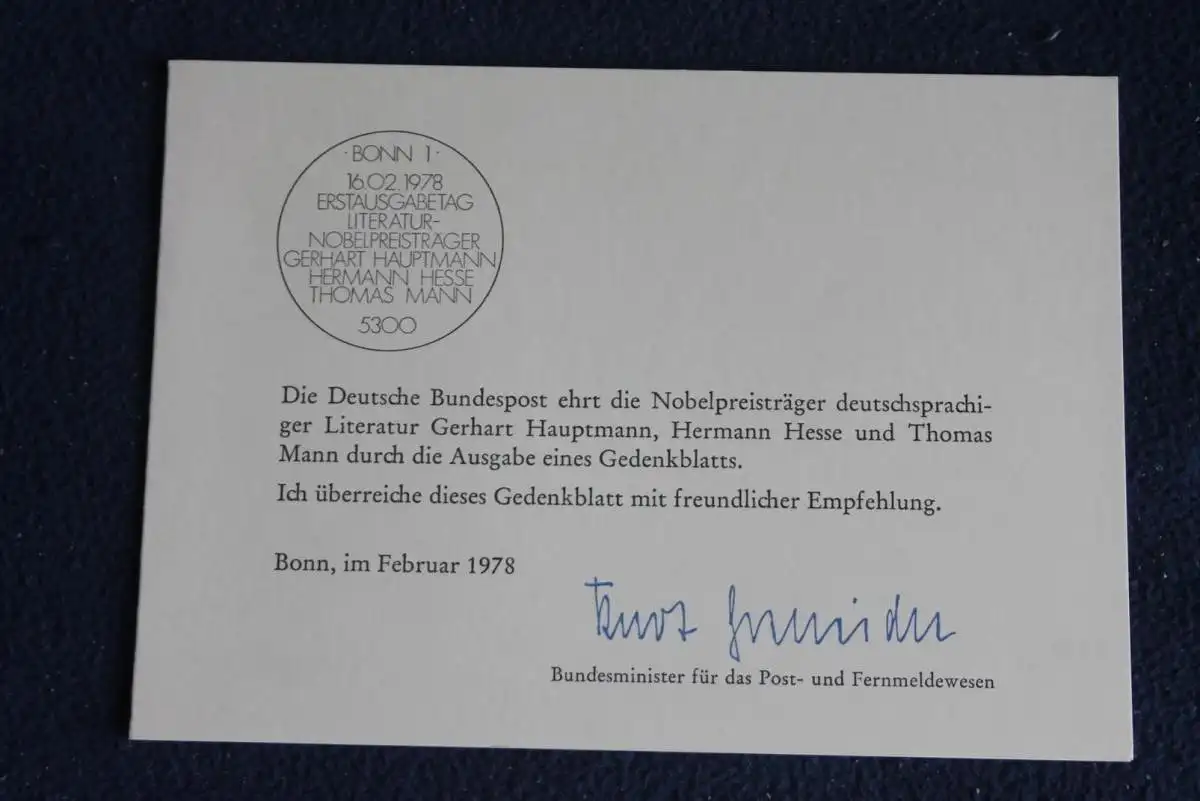 · BONN 1 ·
16.02.1978
ERSTAUSGABETAG
LITERATUR-
NOBELPREISTRÄGER
GERHART HAUPTMANN
HERMANN HESSE
THOMAS MANN
5300
Die Deutsche Bundespost ehrt die Nobelpreisträger deutschsprachi-
ger Literatur Gerhart Hauptmann, Hermann Hesse und Thomas
Mann durch die Ausgabe eines Gedenkblatts.
Ich überreiche dieses Gedenkblatt mit freundlicher Empfehlung.
Bonn, im Februar 1978
Kurt
Bundesminister für das Post- und Fernmeldewesen